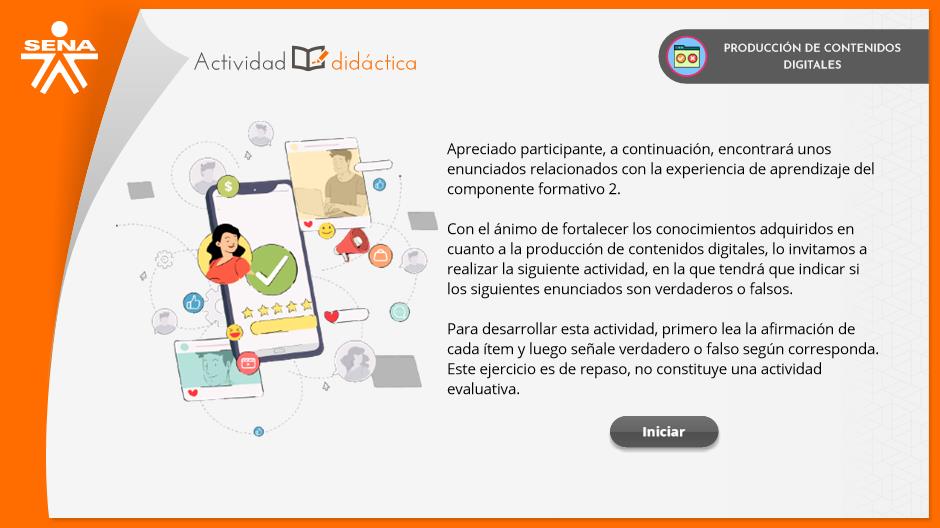 SENA
Actividad didáctica
PRODUCCIÓN DE CONTENIDOS
DIGITALES
Apreciado participante, a continuación, encontrará unos
enunciados relacionados con la experiencia de aprendizaje del
componente formativo 2.
Con el ánimo de fortalecer los conocimientos adquiridos en
cuanto a la producción de contenidos digitales, lo invitamos a
realizar la siguiente actividad, en la que tendrá que indicar si
los siguientes enunciados son verdaderos o falsos.
Para desarrollar esta actividad, primero lea la afirmación de
cada ítem y luego señale verdadero o falso según corresponda.
Este ejercicio es de repaso, no constituye una actividad
evaluativa.
Iniciar
$